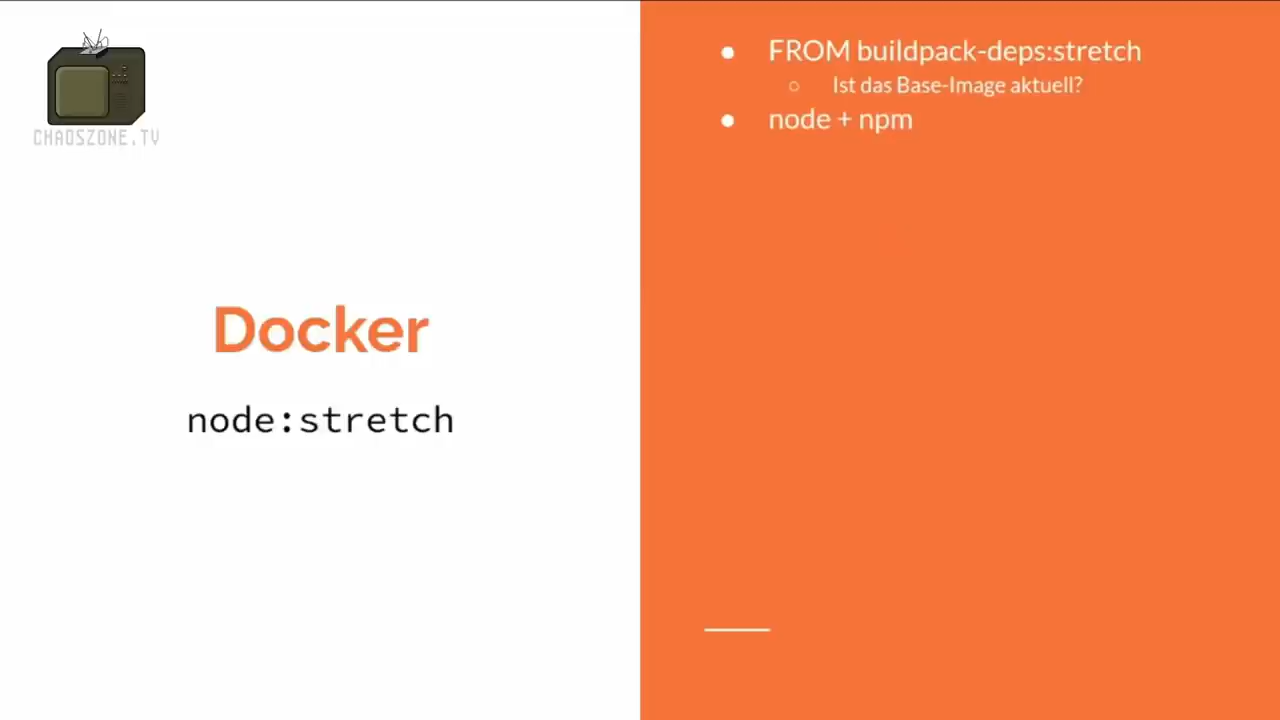 CHAOSZONE.TV
Docker
node:stretch
● FROM buildpack-deps:stretch
○ Ist das Base-Image aktuell?
● node + npm